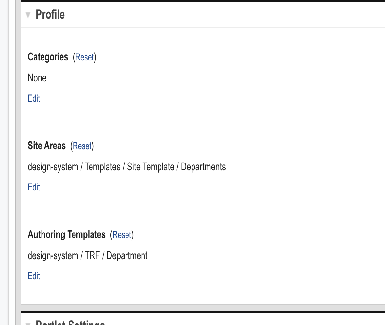 Profile
Categories (Reset)
None
Edit
Site Areas (Reset)
design-system / Templates / Site Template / Departments
Edit
Authoring Templates (Reset)
design-system / TRF / Department
Edit
Portlet Settings